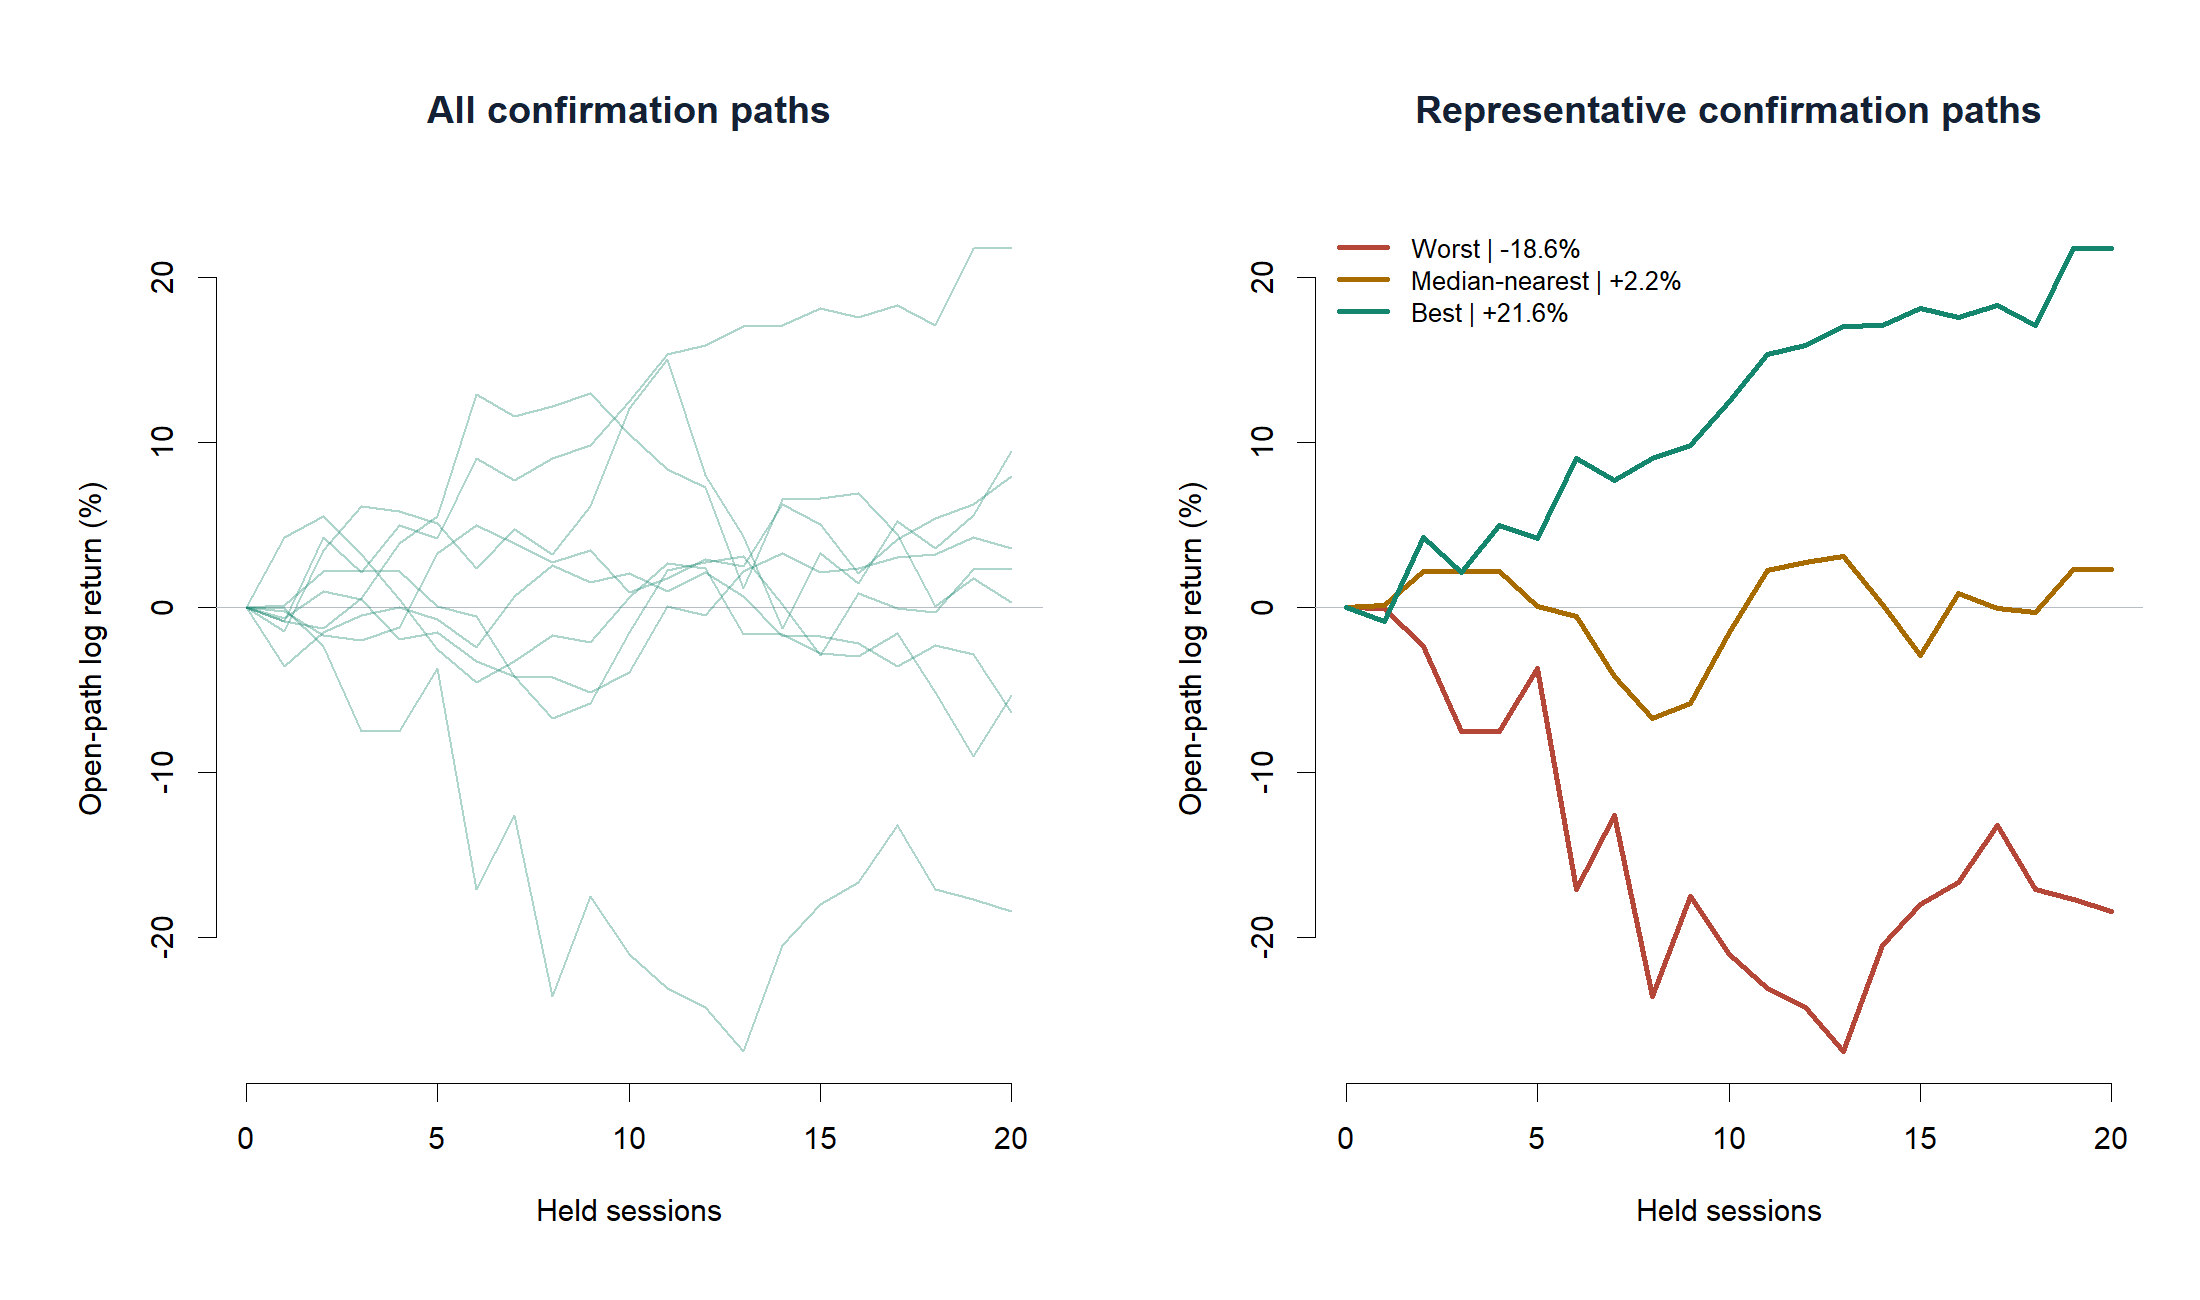 All confirmation paths
Open-path log return (%)
20
10
0
-10
-20
0 5 10 15 20
Held sessions
Representative confirmation paths
Worst | -18.6%
Median-nearest | +2.2%
Best | +21.6%
Open-path log return (%)
20
10
0
-10
-20
0 5 10 15 20
Held sessions